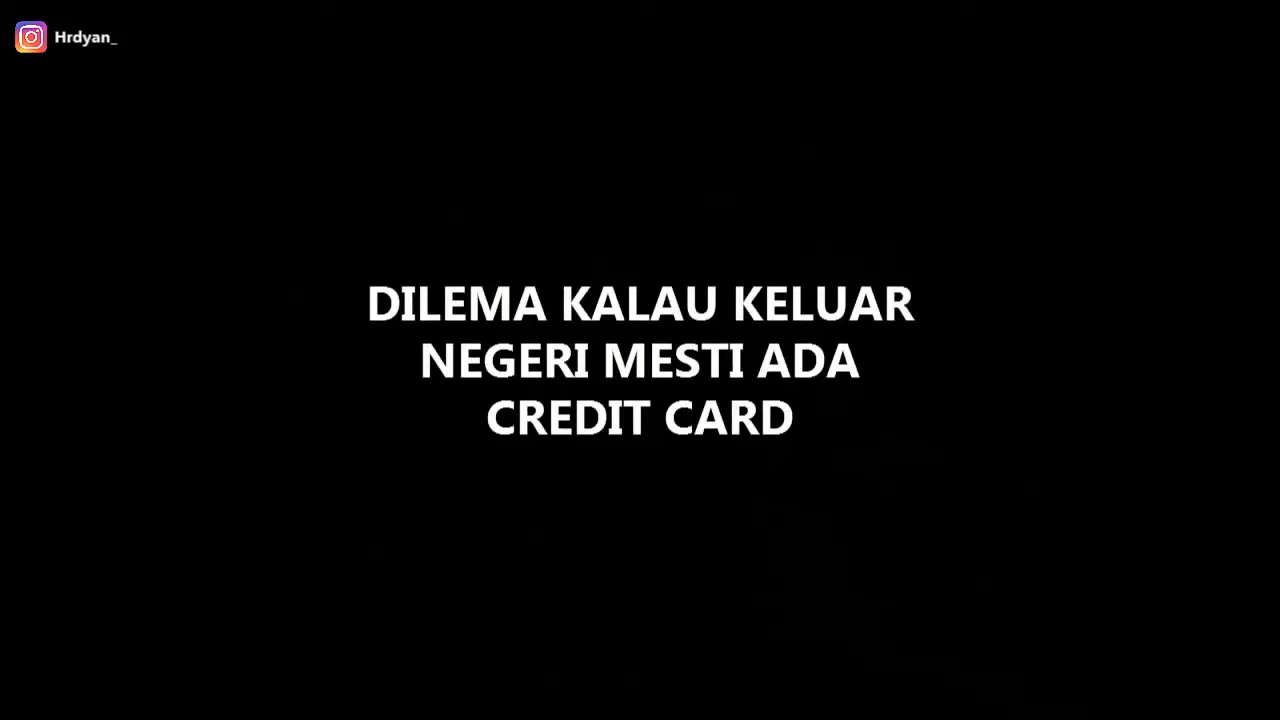 Hrdyan_
DILEMA KALAU KELUAR
NEGERI MESTI ADA
CREDIT CARD